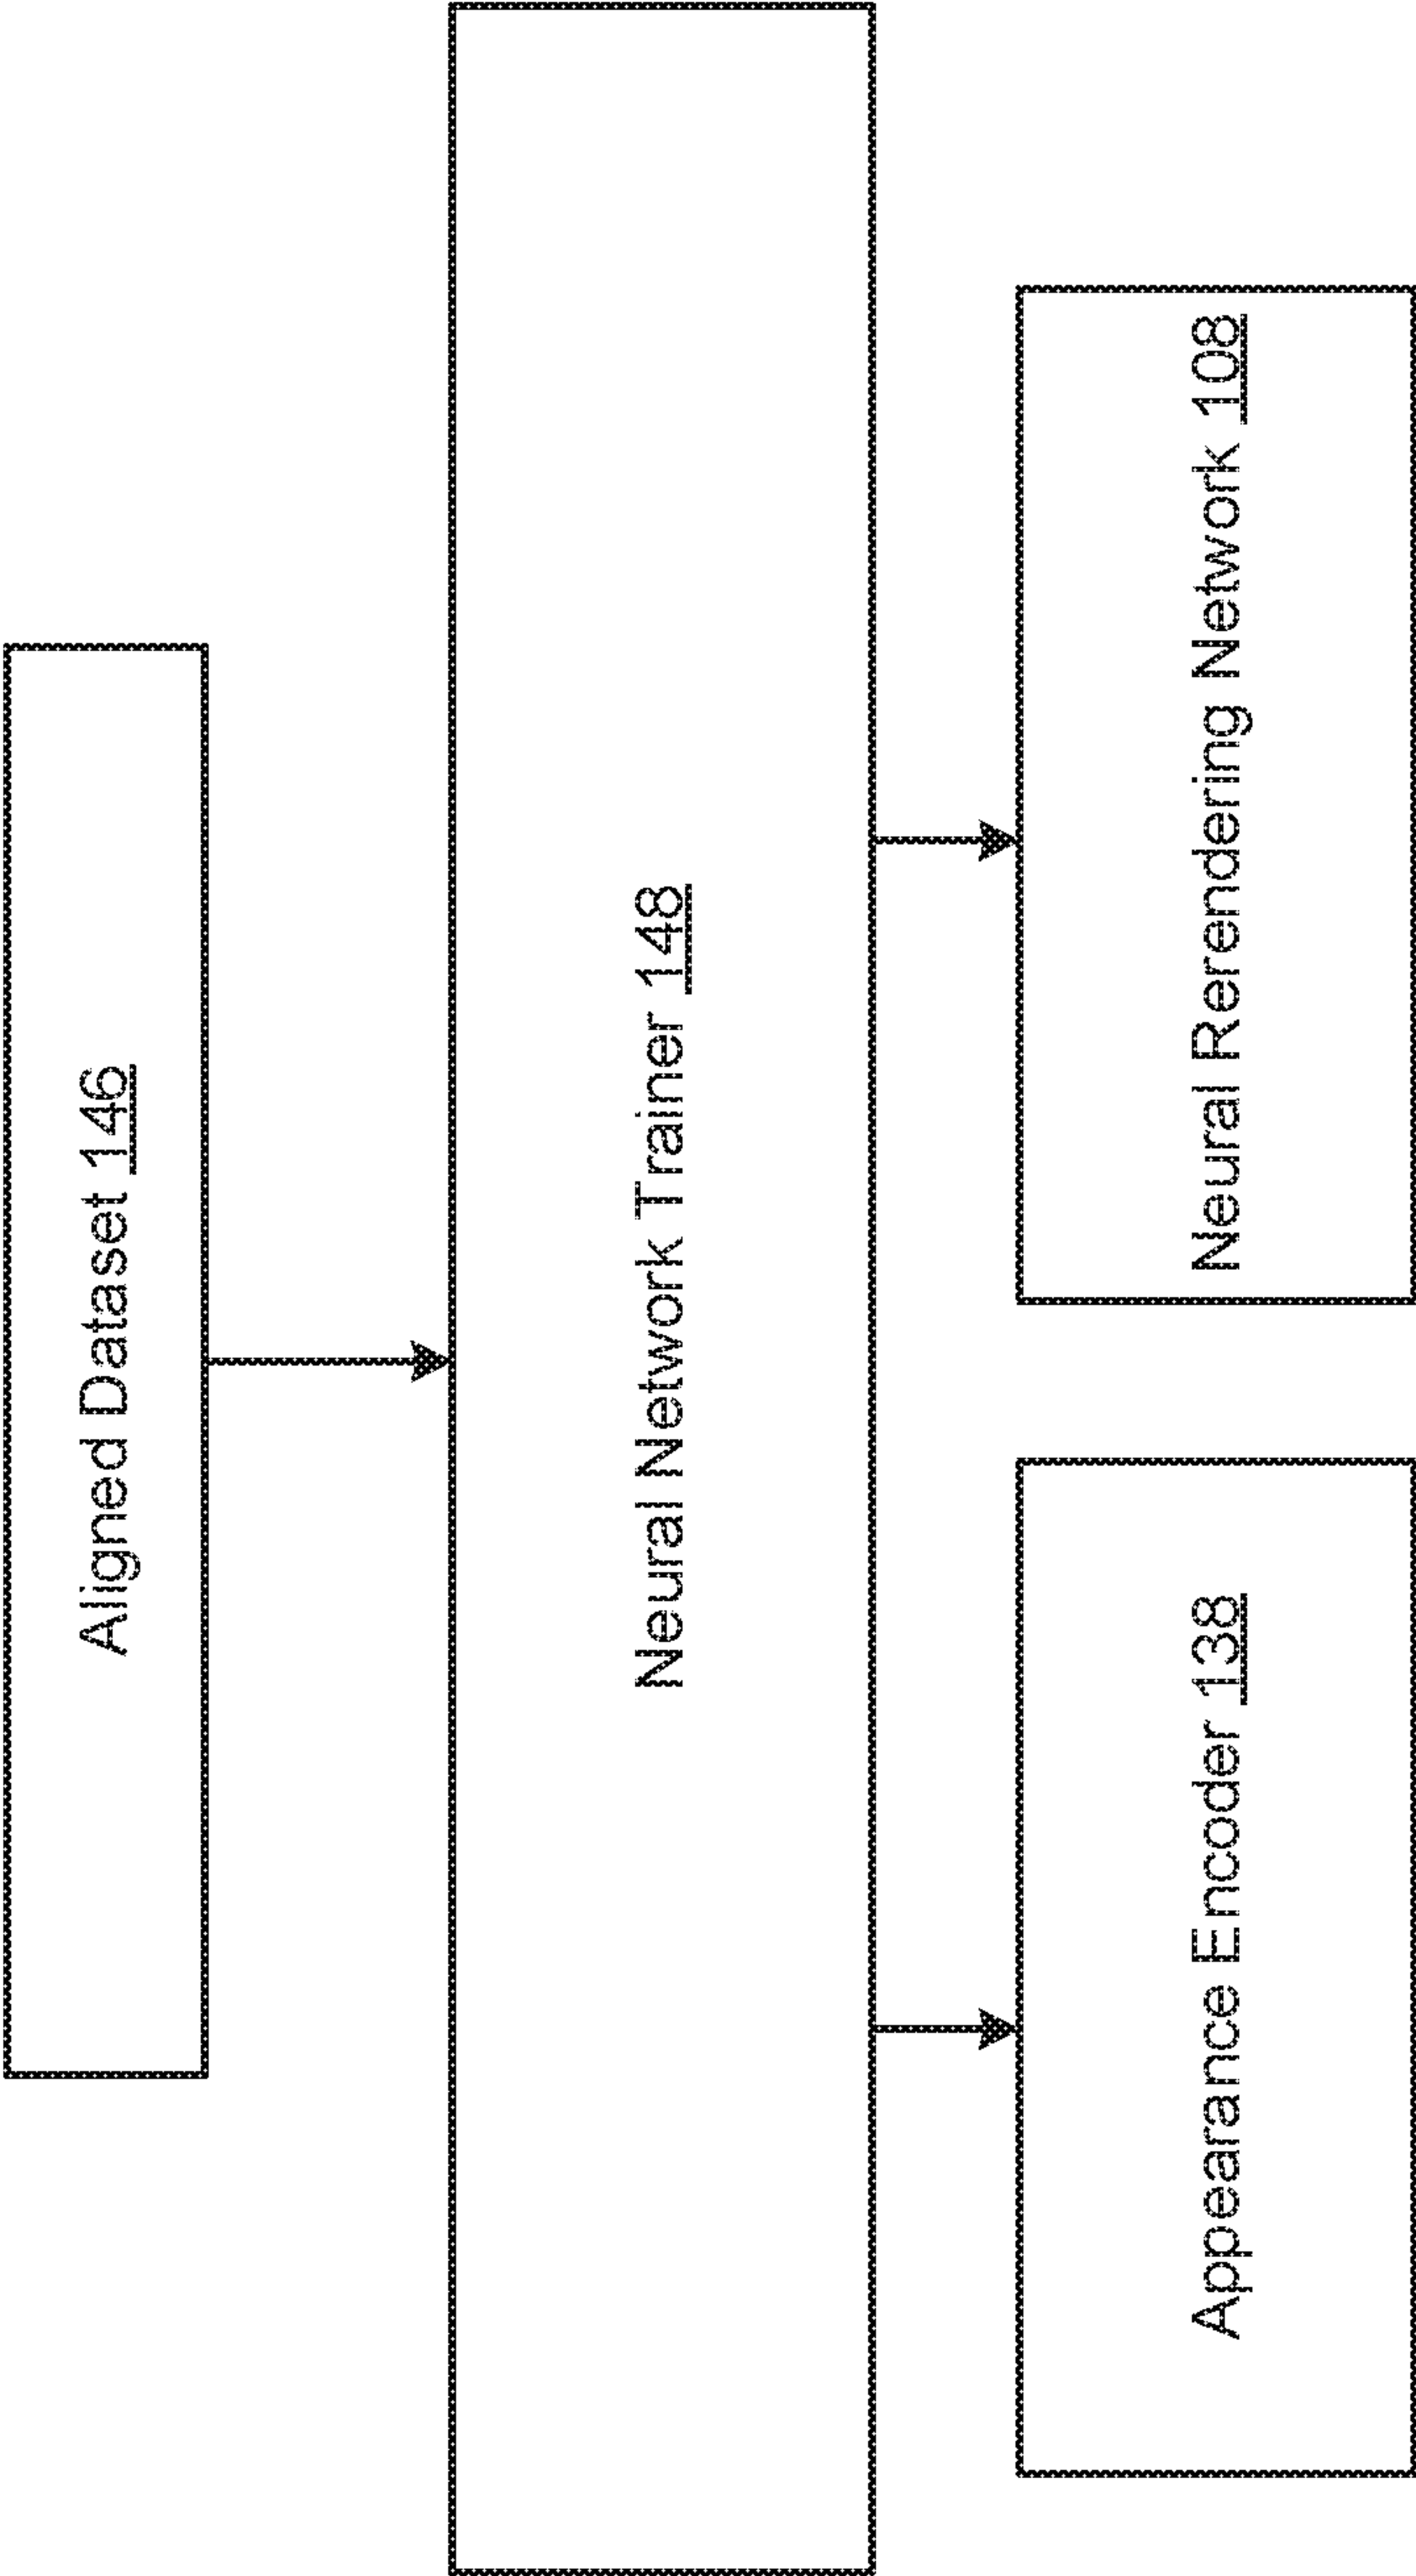 Aligned Dataset 146
Neural Network Trainer 148
Appearance Encoder 138
Neural Rerendering Network 108